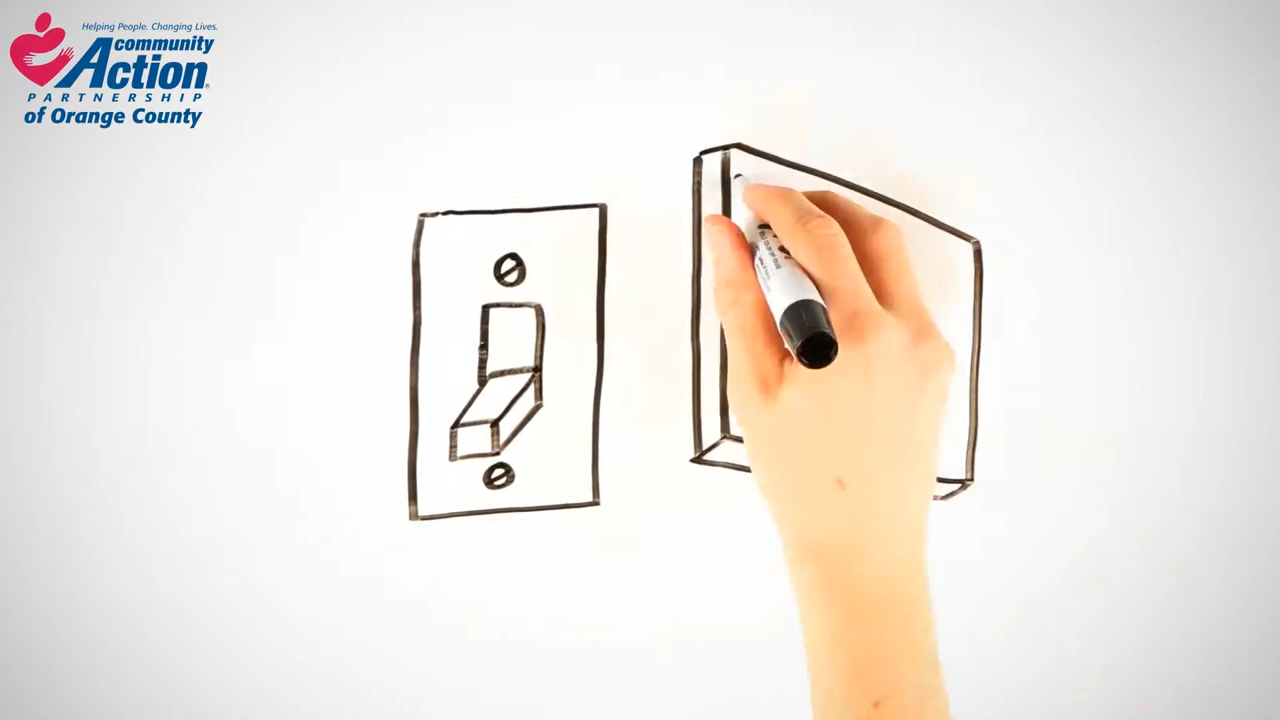 Helping People. Changing Lives.
community
Action®
PARTNERSHIP
of Orange County